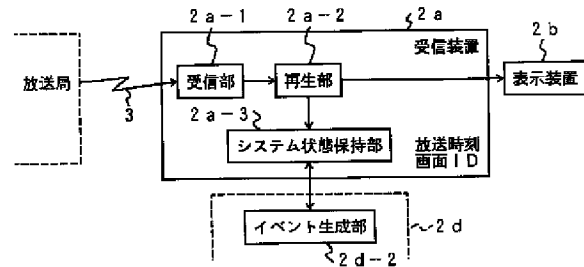 2a-1
2a-2
2a
放送局
受信部
再生部
受信装置
2b
表示装置
3
2a-3
システム状態保持部
放送時刻
画面ID
イベント生成部
2d
2d-2